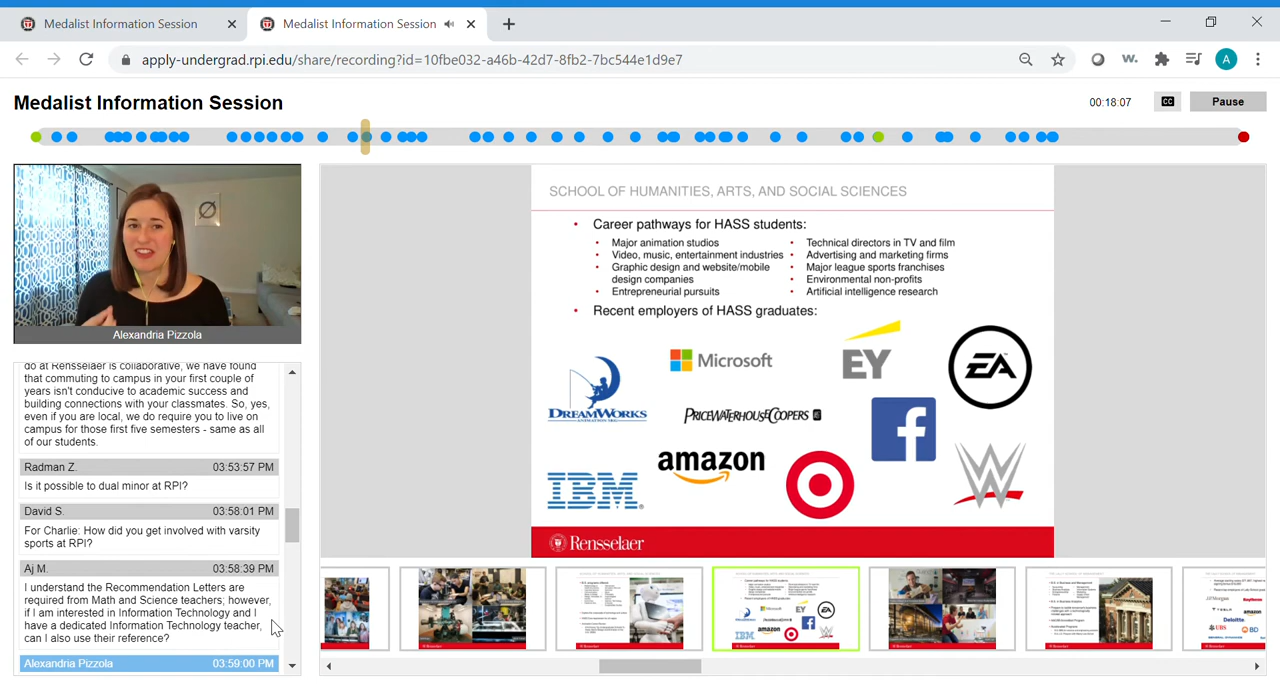 Medalist Information Session
Medalist Information Session
apply-undergrad.rpi.edu/share/recording?id=10fbe032-a46b-42d7-8fb2-7bc544e1d9e7
w.
A
Medalist Information Session
00:18:07
CC
Pause
Alexandria Pizzola
do at Rensselaer is collaborative, we have found
that commuting to campus in your first couple of
years isn't conducive to academic success and
building connections with your classmates. So, yes,
even if you are local, we do require you to live on
campus for those first five semesters - same as all
of our students.
Radman Z. 03:53:57 PM
Is it possible to dual minor at RPI?
David S. 03:58:01 PM
For Charlie: How did you get involved with varsity
sports at RPI?
Aj M. 03:58:39 PM
I understand the Recommendation Letters are
required from Math and Science teachers; however,
if I am interested in Information Technology and I
have a dedicated Information Technology teacher,
can I also use their reference?
Alexandria Pizzola 03:59:00 PM
SCHOOL OF HUMANITIES, ARTS, AND SOCIAL SCIENCES
• Career pathways for HASS students:
• Major animation studios
• Video, music, entertainment industries
• Graphic design and website/mobile
design companies
• Entrepreneurial pursuits
• Technical directors in TV and film
• Advertising and marketing firms
• Major league sports franchises
• Environmental non-profits
• Artificial intelligence research
• Recent employers of HASS graduates:
Microsoft
EY
EA
DREAMWORKS
ANIMATION SKG
PRICEWATERHOUSECOOPERS
f
amazon
IBM
W
Rensselaer